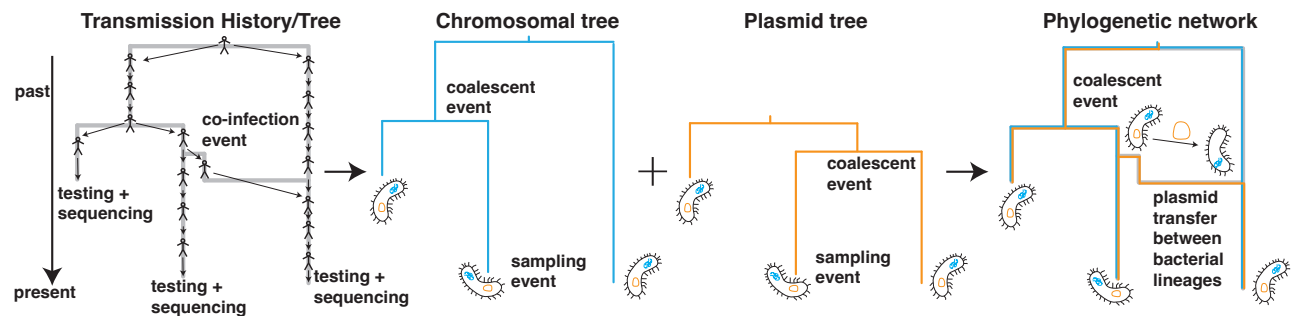 Transmission History/Tree
past
co-infection
event
testing +
sequencing
testing +
sequencing
testing +
sequencing
present
Chromosomal tree
coalescent
event
sampling
event
+
Plasmid tree
coalescent
event
sampling
event
Phylogenetic network
coalescent
event
plasmid
transfer
between
bacterial
lineages